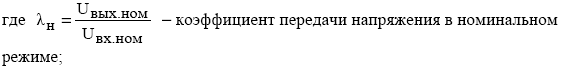 где λн = Uвых.ном / Uвх.ном – коэффициент передачи напряжения в номинальном
режиме;